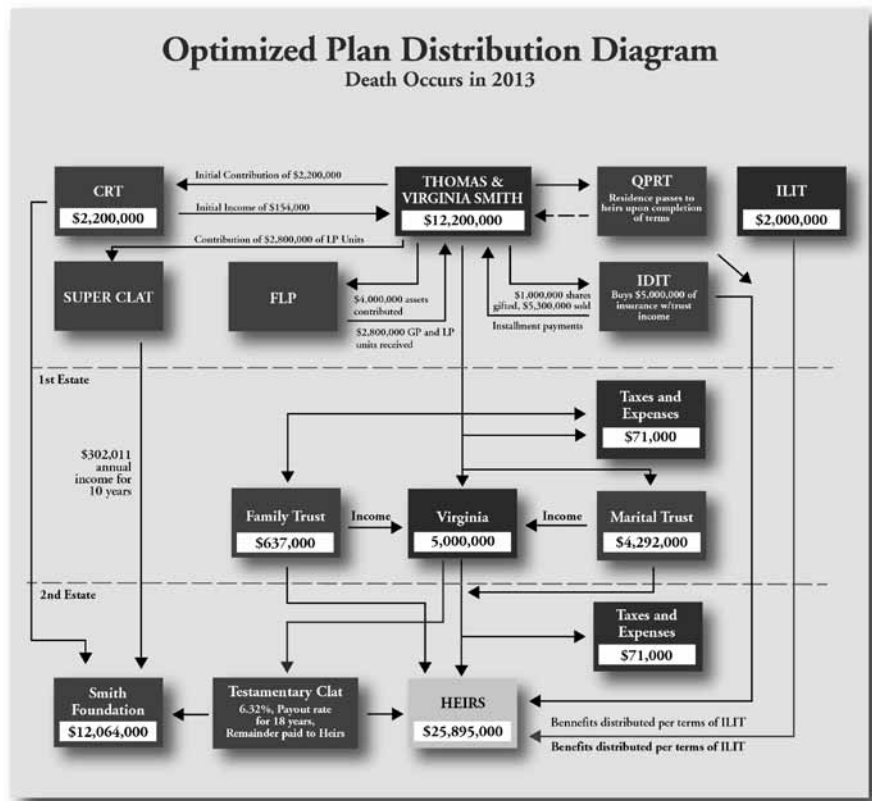 Optimized Plan Distribution Diagram
Death Occurs in 2013
CRT
$2,200,000
Initial Contribution of $2,200,000
Initial Income of $154,000
THOMAS &
VIRGINIA SMITH
$12,200,000
QPRT
Residence passes to
heirs upon completion
of terms
ILIT
$2,000,000
Contribution of $2,800,000 of LP Units
SUPER CLAT
FLP
$4,000,000 assets
contributed
$2,800,000 GP and LP
units received
$1,000,000 shares
gifted, $5,300,000 sold
Installment payments
IDIT
Buys $5,000,000 of
insurance w/trust
income
1st Estate
Taxes and
Expenses
$71,000
$302,011
annual
income for
10 years
Family Trust
$637,000
Income
Virginia
5,000,000
Income
Marital Trust
$4,292,000
2nd Estate
Taxes and
Expenses
$71,000
Smith
Foundation
$12,064,000
Testamentary Clat
6.32%, Payout rate
for 18 years,
Remainder paid to Heirs
HEIRS
$25,895,000
Bennefits distributed per terms of ILIT
Benefits distributed per terms of ILIT